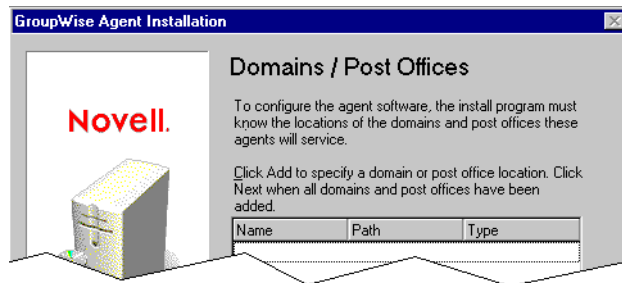 GroupWise Agent Installation
Domains / Post Offices
Novell.
To configure the agent software, the install program must
know the locations of the domains and post offices these
agents will service.
Click Add to specify a domain or post office location. Click
Next when all domains and post offices have been
added.
Name Path Type